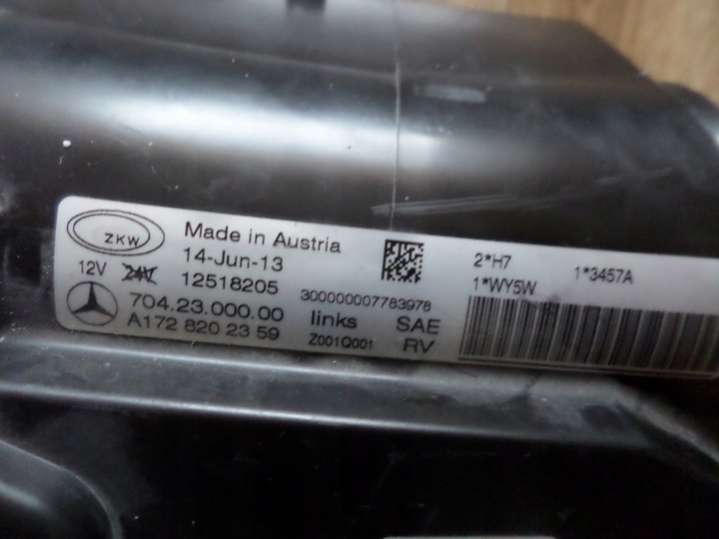 ZKW
Made in Austria
14-Jun-13
12V 24V 12518205
704.23.000.00
A172 820 23 59
300000007783978
links SAE
Z001Q001 RV
2*H7 1*3457A
1*WY5W